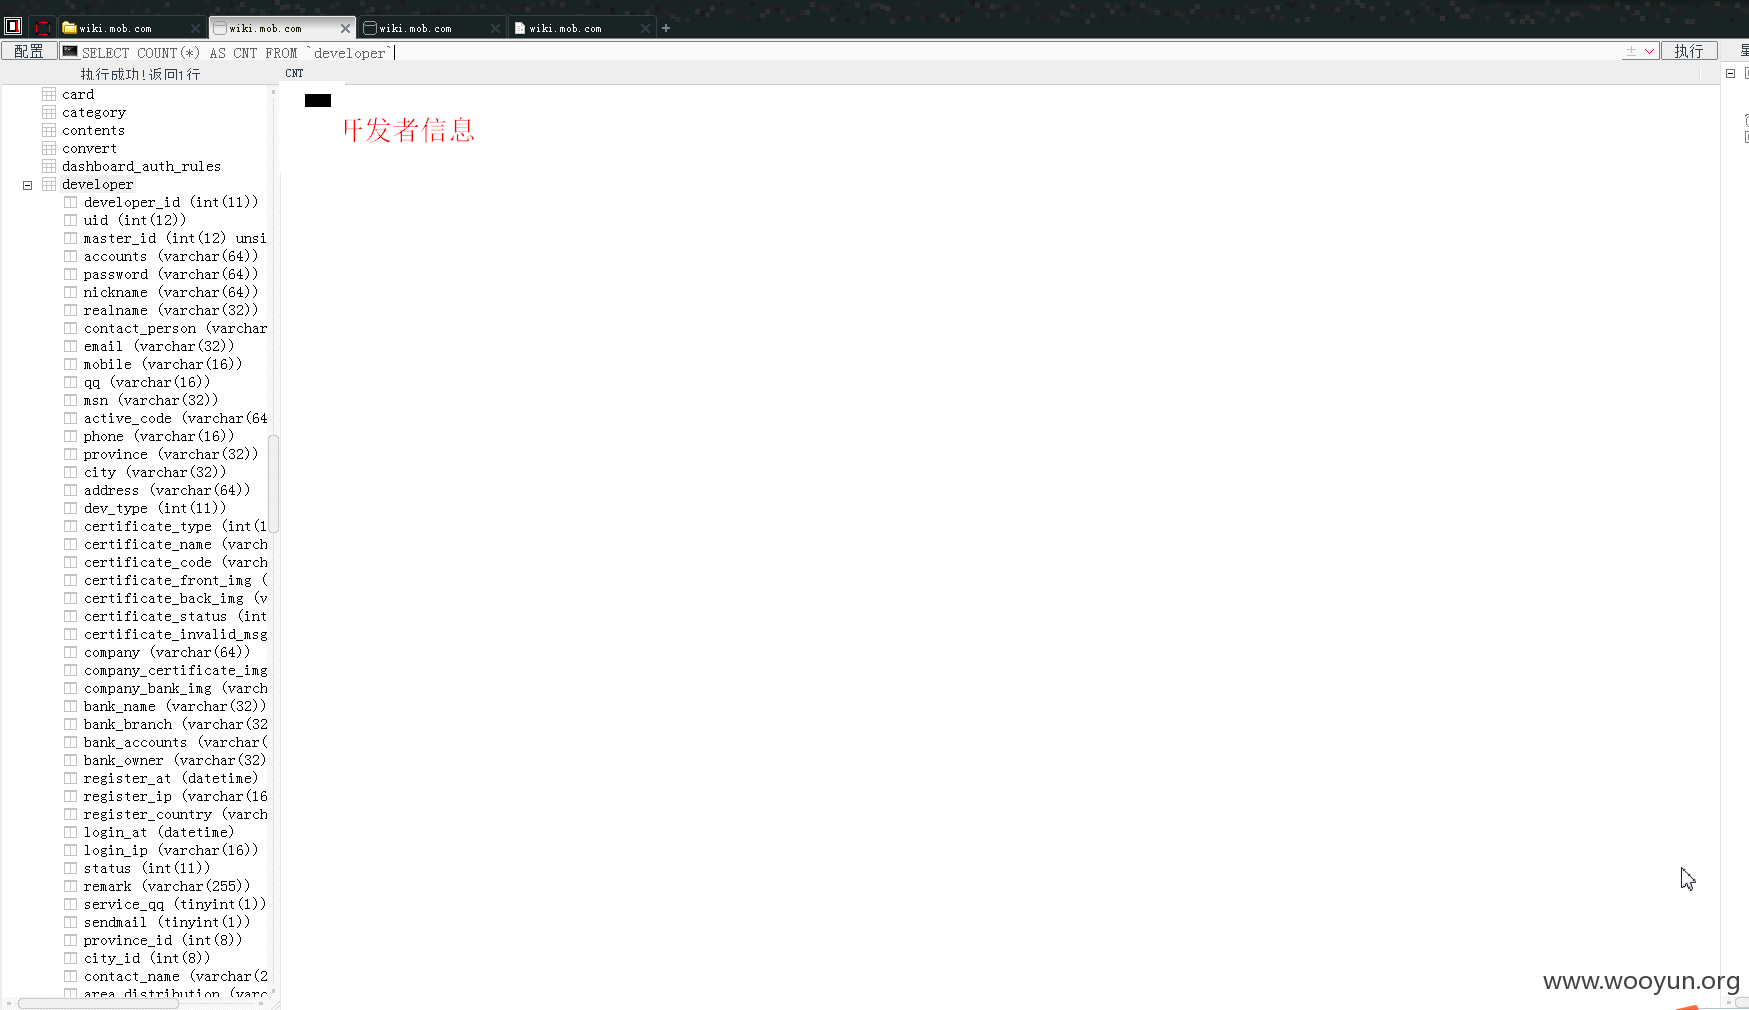 wiki.mob.com
wiki.mob.com
wiki.mob.com
wiki.mob.com
配置
SELECT COUNT(*) AS CNT FROM `developer`
执行
执行成功!返回1行
CNT
开发者信息
card
category
contents
convert
dashboard_auth_rules
developer
developer_id (int(11))
uid (int(12))
master_id (int(12) unsi
accounts (varchar(64))
password (varchar(64))
nickname (varchar(64))
realname (varchar(32))
contact_person (varchar
email (varchar(32))
mobile (varchar(16))
qq (varchar(16))
msn (varchar(32))
active_code (varchar(64
phone (varchar(16))
province (varchar(32))
city (varchar(32))
address (varchar(64))
dev_type (int(11))
certificate_type (int(1
certificate_name (varch
certificate_code (varch
certificate_front_img (
certificate_back_img (v
certificate_status (int
certificate_invalid_msg
company (varchar(64))
company_certificate_img
company_bank_img (varch
bank_name (varchar(32))
bank_branch (varchar(32
bank_accounts (varchar(
bank_owner (varchar(32)
register_at (datetime)
register_ip (varchar(16
register_country (varch
login_at (datetime)
login_ip (varchar(16))
status (int(11))
remark (varchar(255))
service_qq (tinyint(1))
sendmail (tinyint(1))
province_id (int(8))
city_id (int(8))
contact_name (varchar(2
area_distribution (varc
www.wooyun.org